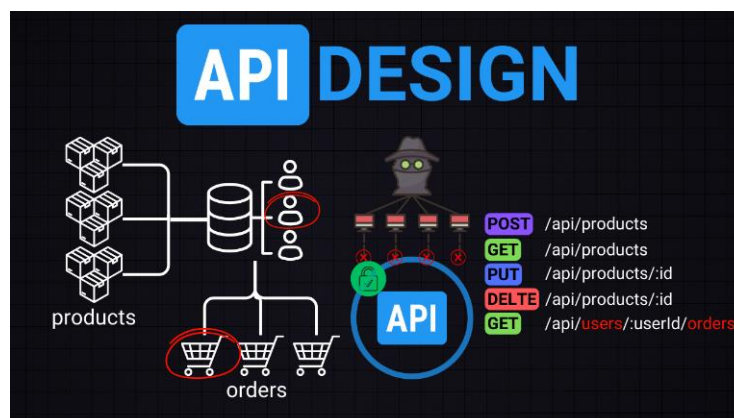 API DESIGN
products
orders
POST /api/products
GET /api/products
PUT /api/products/:id
DELTE /api/products/:id
GET /api/users/:userId/orders
API